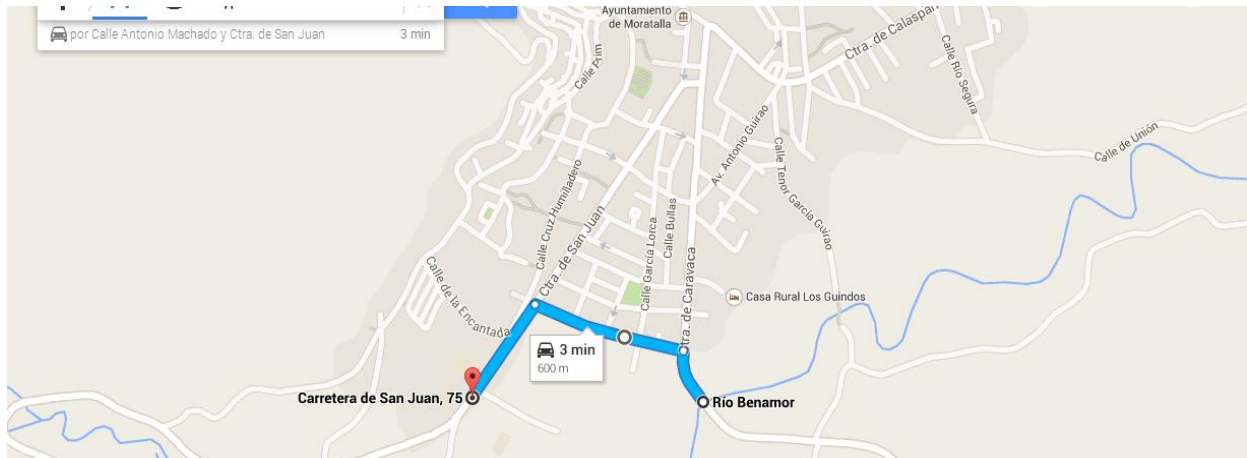 por Calle Antonio Machado y Ctra. de San Juan 3 min
Ayuntamiento
de Moratalla
Ctra. de Calaspar
Calle Río Segura
Calle Prim
Calle de Unión
Av. Antonio Guirao
Calle Tenor García Guirao
Calle Cruz Humilladero
Ctra. de San Juan
Calle García Lorca
Calle Bullas
Ctra. de Caravaca
Calle de la Encantada
Casa Rural Los Guindos
3 min
600 m
Carretera de San Juan, 75
Río Benamor